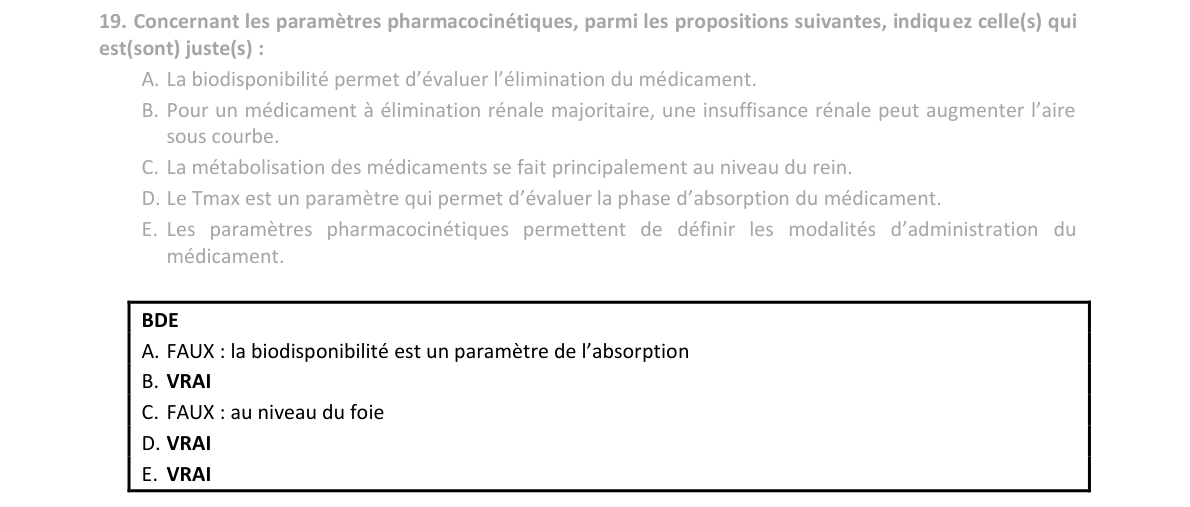 19. Concernant les paramètres pharmacocinétiques, parmi les propositions suivantes, indiquez celle(s) qui
est(sont) juste(s) :
A. La biodisponibilité permet d’évaluer l’élimination du médicament.
B. Pour un médicament à élimination rénale majoritaire, une insuffisance rénale peut augmenter l’aire
sous courbe.
C. La métabolisation des médicaments se fait principalement au niveau du rein.
D. Le Tmax est un paramètre qui permet d’évaluer la phase d’absorption du médicament.
E. Les paramètres pharmacocinétiques permettent de définir les modalités d’administration du
médicament.
BDE
A. FAUX : la biodisponibilité est un paramètre de l’absorption
B. VRAI
C. FAUX : au niveau du foie
D. VRAI
E. VRAI